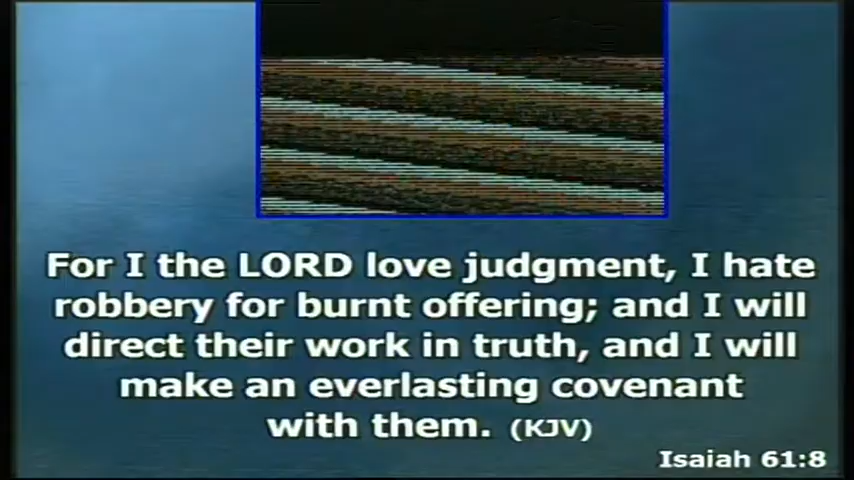 For I the LORD love judgment, I hate
robbery for burnt offering; and I will
direct their work in truth, and I will
make an everlasting covenant
with them. (KJV)
Isaiah 61:8